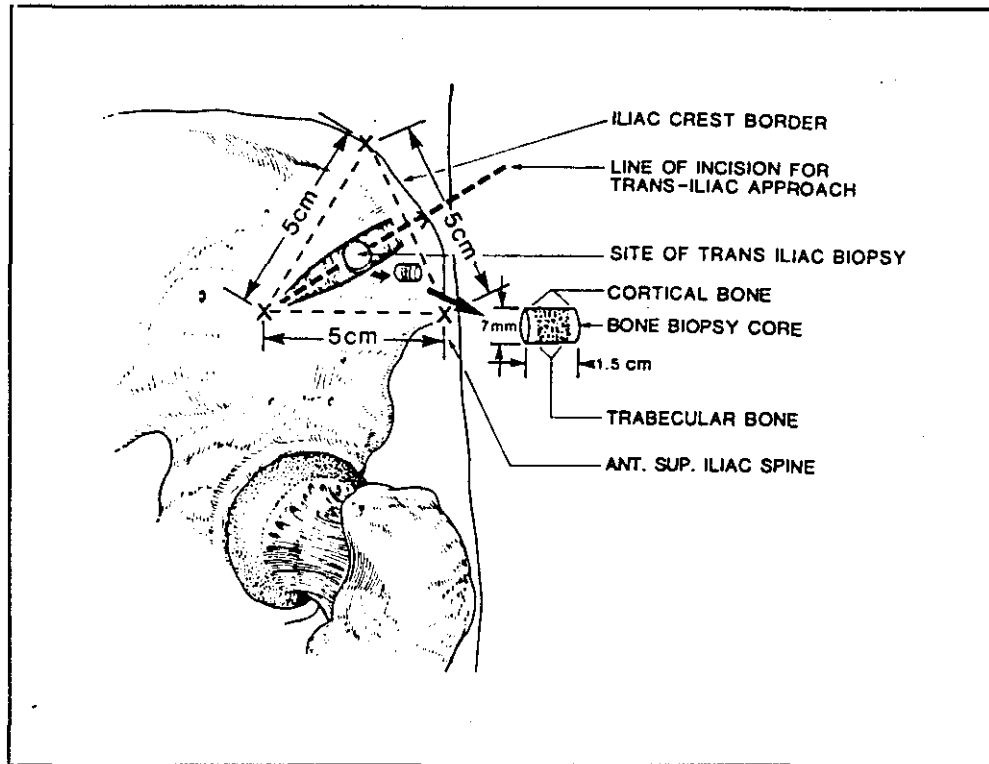 ILIAC CREST BORDER
LINE OF INCISION FOR
TRANS-ILIAC APPROACH
5cm
5cm
SITE OF TRANS ILIAC BIOPSY
CORTICAL BONE
7mm
BONE BIOPSY CORE
5cm
1.5 cm
TRABECULAR BONE
ANT. SUP. ILIAC SPINE